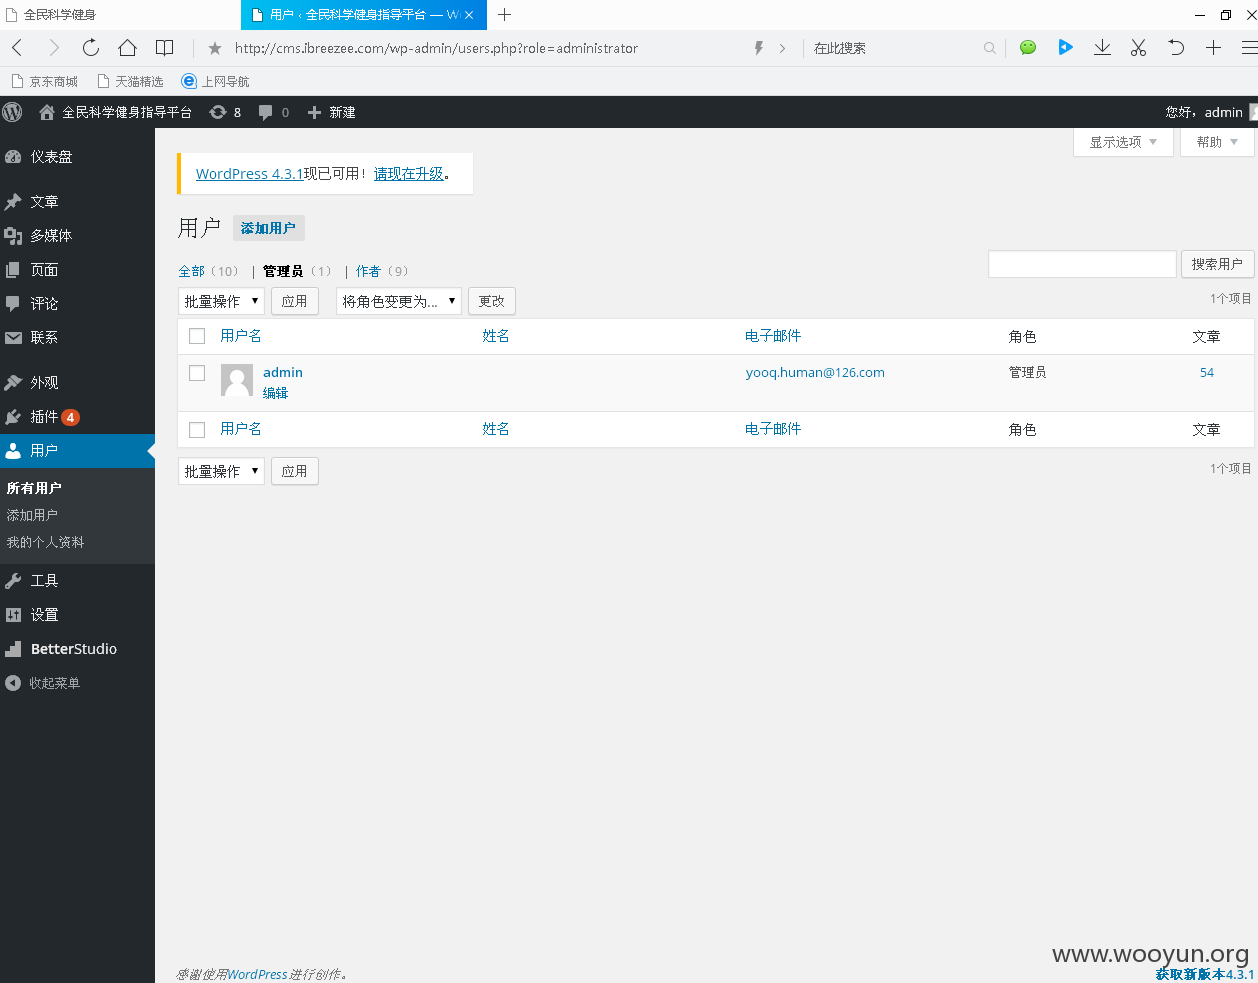 全民科学健身
用户 ‹ 全民科学健身指导平台 — W
http://cms.ibreezee.com/wp-admin/users.php?role=administrator
在此搜索
京东商城
天猫精选
上网导航
全民科学健身指导平台
8
0
新建
您好，admin
显示选项
帮助
仪表盘
文章
多媒体
页面
评论
联系
外观
插件 4
用户
所有用户
添加用户
我的个人资料
工具
设置
BetterStudio
收起菜单
WordPress 4.3.1现已可用！请现在升级。
用户 添加用户
全部（10） | 管理员（1） | 作者（9）
搜索用户
批量操作 应用 将角色变更为... 更改
1个项目
用户名 姓名 电子邮件 角色 文章
admin yooq.human@126.com 管理员 54
编辑
用户名 姓名 电子邮件 角色 文章
批量操作 应用
1个项目
www.wooyun.org
感谢使用WordPress进行创作。
获取新版本4.3.1